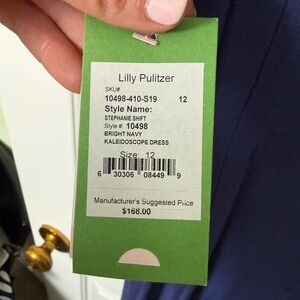 Lilly Pulitzer
SKU#
10498-410-S19 12
Style Name:
STEPHANIE SHIFT
Style #: 10498
BRIGHT NAVY
KALEIDOSCOPE DRESS
Size: 12
6 30306 08449 9
Manufacturer's Suggested Price
$168.00